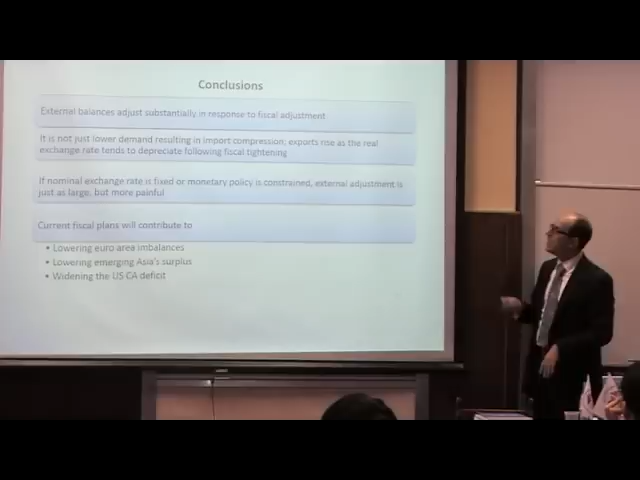 Conclusions
External balances adjust substantially in response to fiscal adjustment
It is not just lower demand resulting in import compression; exports rise as the real
exchange rate tends to depreciate following fiscal tightening
If nominal exchange rate is fixed or monetary policy is constrained, external adjustment is
just as large, but more painful
Current fiscal plans will contribute to
• Lowering euro area imbalances
• Lowering emerging Asia's surplus
• Widening the US CA deficit